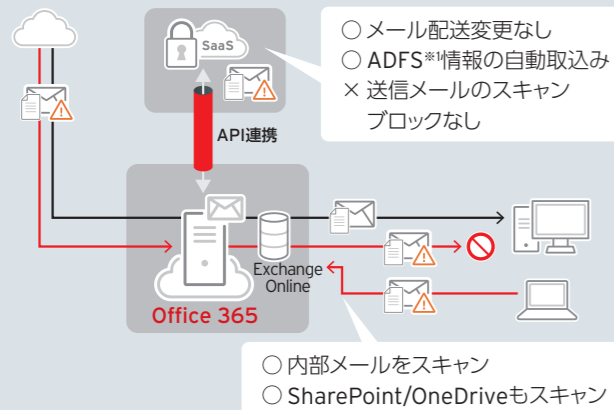 SaaS
○ メール配送変更なし
○ ADFS※1情報の自動取込み
× 送信メールのスキャン
ブロックなし
API連携
Exchange
Online
Office 365
○ 内部メールをスキャン
○ SharePoint/OneDriveもスキャン